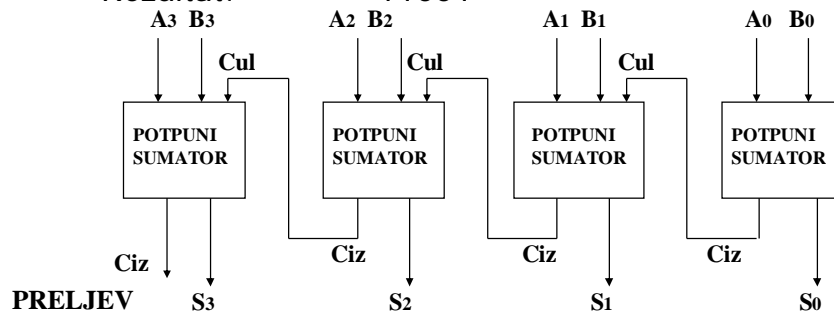 A3 B3 A2 B2 A1 B1 A0 B0
Cul Cul Cul
POTPUNI SUMATOR POTPUNI SUMATOR POTPUNI SUMATOR POTPUNI SUMATOR
Ciz Ciz Ciz Ciz
PRELJEV S3 S2 S1 S0